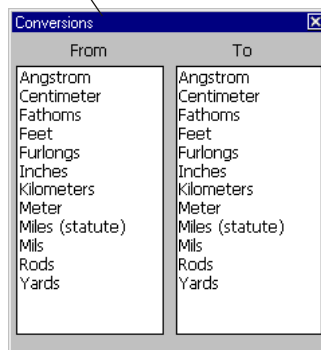 Conversions
From
To
Angstrom
Centimeter
Fathoms
Feet
Furlongs
Inches
Kilometers
Meter
Miles (statute)
Mils
Rods
Yards
Angstrom
Centimeter
Fathoms
Feet
Furlongs
Inches
Kilometers
Meter
Miles (statute)
Mils
Rods
Yards